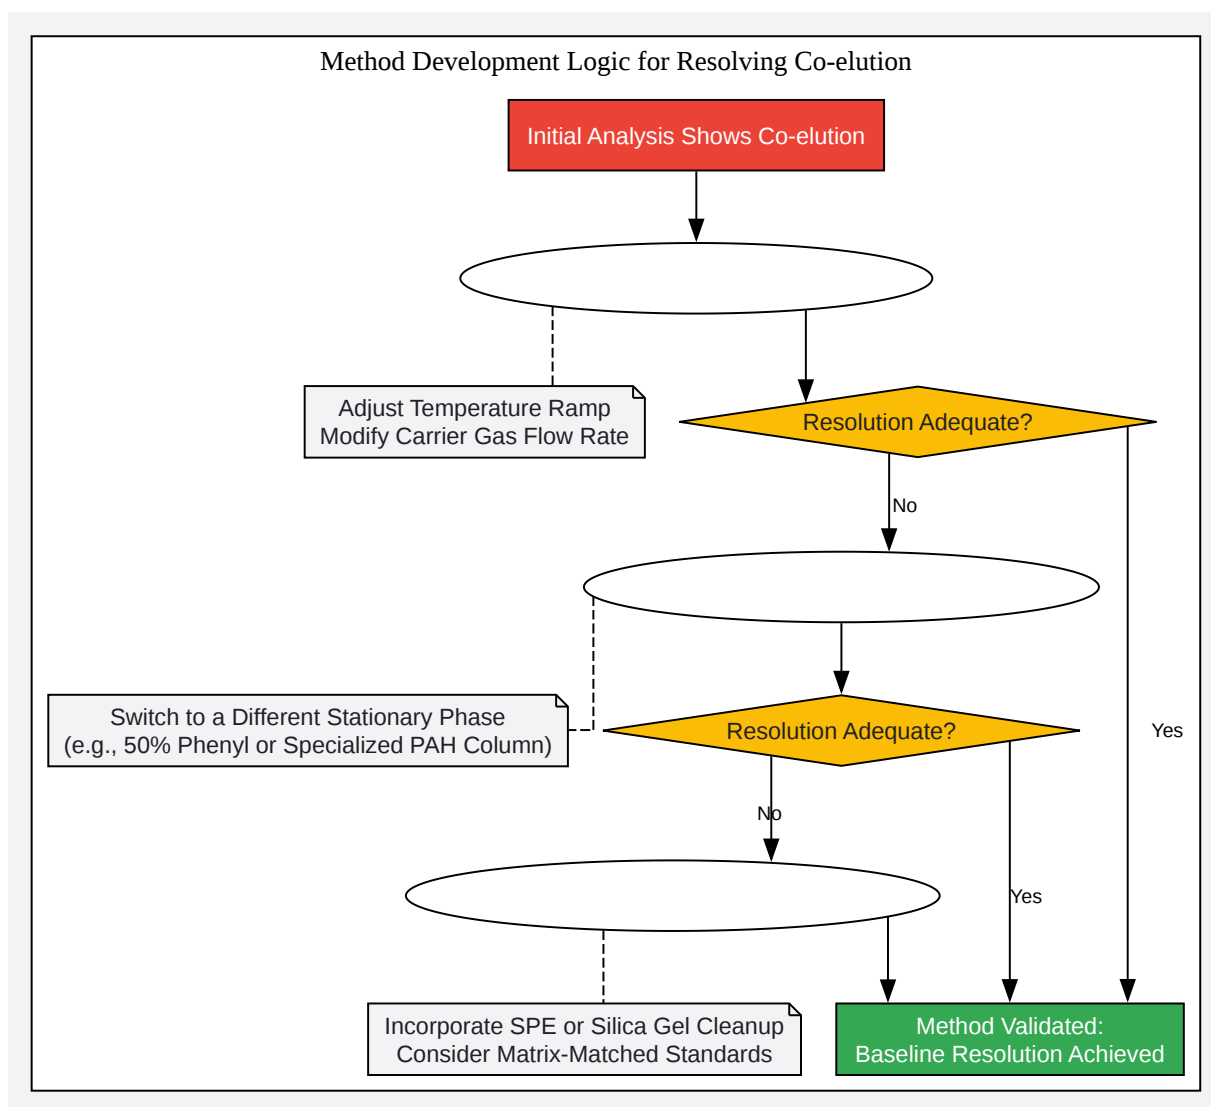 Method Development Logic for Resolving Co-elution
Initial Analysis Shows Co-elution
Adjust Temperature Ramp
Modify Carrier Gas Flow Rate
Resolution Adequate?
No
Switch to a Different Stationary Phase
(e.g., 50% Phenyl or Specialized PAH Column)
Resolution Adequate?
Yes
No
Yes
Incorporate SPE or Silica Gel Cleanup
Consider Matrix-Matched Standards
Method Validated:
Baseline Resolution Achieved